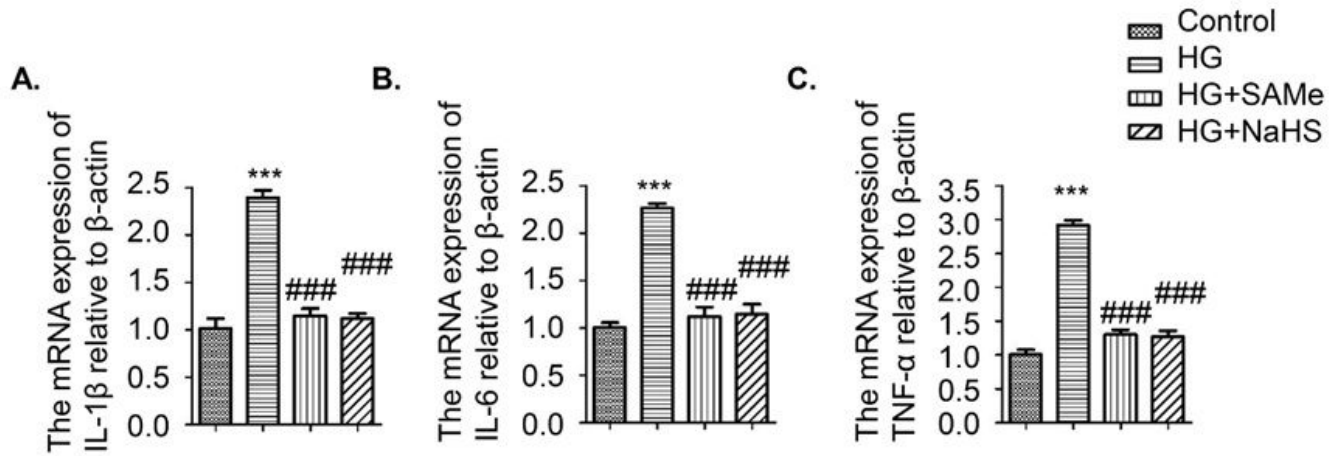 Control
HG
HG+SAMe
HG+NaHS
A.
The mRNA expression of
IL-1β relative to β-actin
2.5
2.0
1.5
1.0
0.5
0.0
***
###
###
B.
The mRNA expression of
IL-6 relative to β-actin
2.5
2.0
1.5
1.0
0.5
0.0
***
###
###
C.
The mRNA expression of
TNF-α relative to β-actin
3.5
3.0
2.5
2.0
1.5
1.0
0.5
0.0
***
###
###